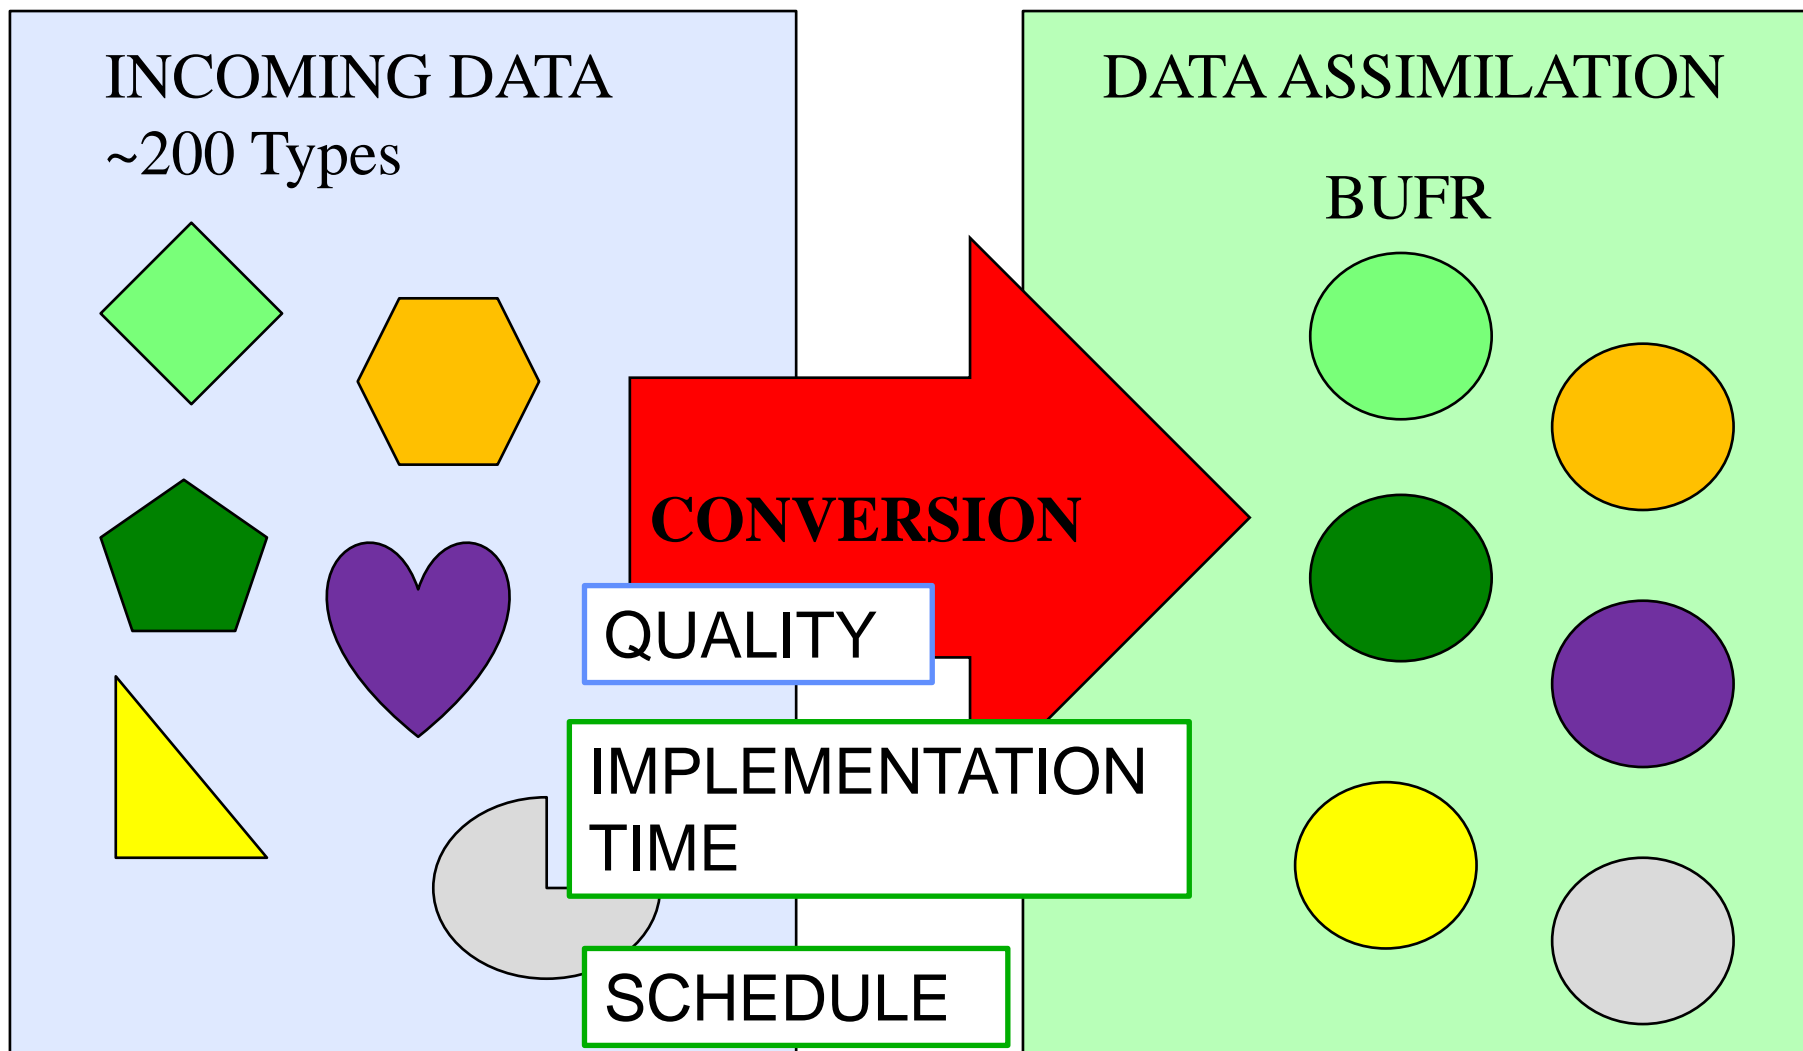 INCOMING DATA
~200 Types
DATA ASSIMILATION
BUFR
CONVERSION
QUALITY
IMPLEMENTATION
TIME
SCHEDULE